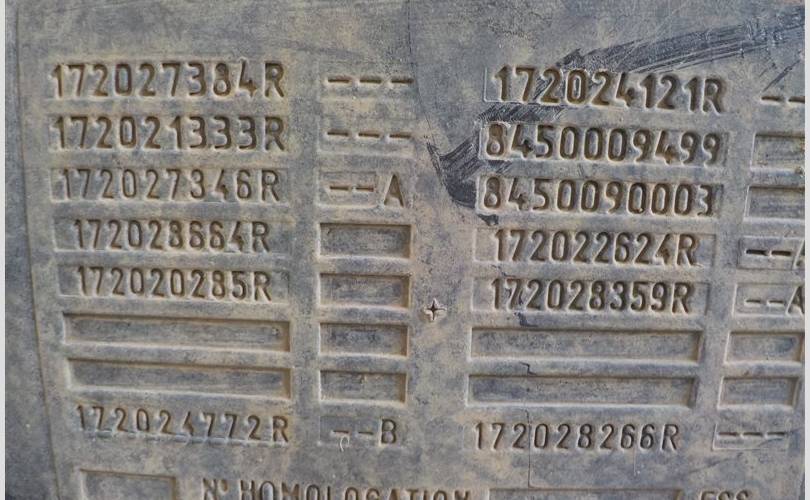 172027384R --- 172024121R --
172021333R --- 8450009499
172027346R --A 8450090003
172028664R 172022624R --A
172020285R 172028359R --A
172024772R --B 172028266R ---
N° HOMOLOGATION